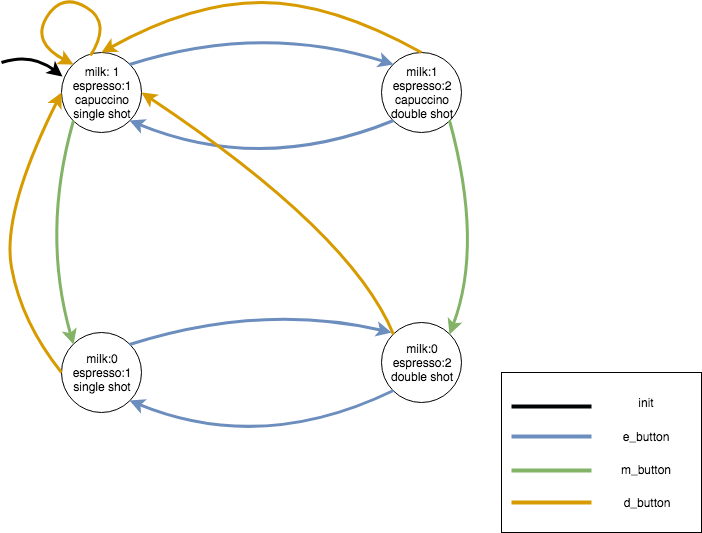 milk: 1
espresso:1
capuccino
single shot
milk:1
espresso:2
capuccino
double shot
milk:0
espresso:1
single shot
milk:0
espresso:2
double shot
init
e_button
m_button
d_button